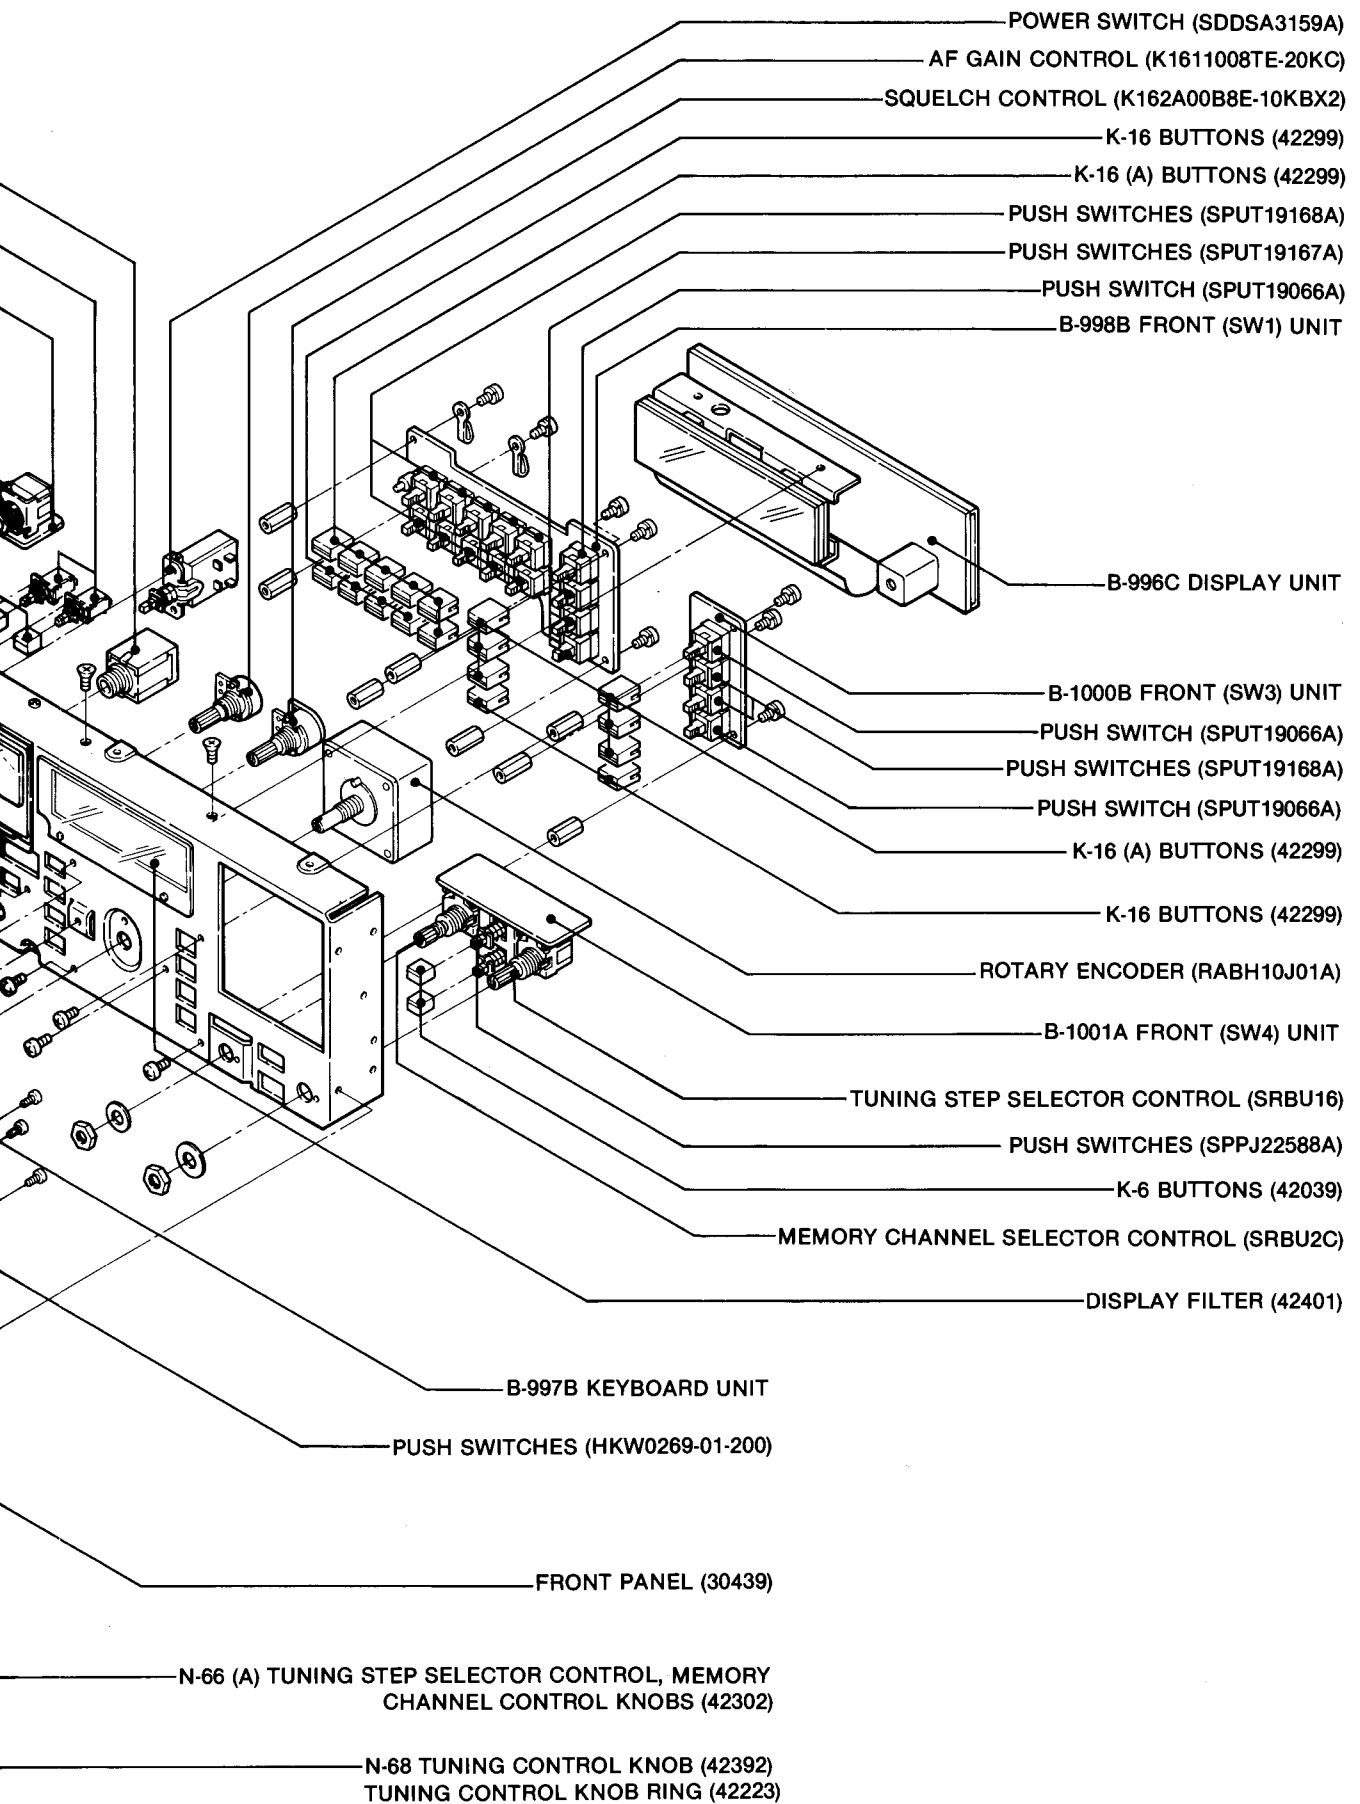 POWER SWITCH (SDDSA3159A)
AF GAIN CONTROL (K1611008TE-20KC)
SQUELCH CONTROL (K162A00B8E-10KBX2)
K-16 BUTTONS (42299)
K-16 (A) BUTTONS (42299)
PUSH SWITCHES (SPUT19168A)
PUSH SWITCHES (SPUT19167A)
PUSH SWITCH (SPUT19066A)
B-998B FRONT (SW1) UNIT
B-996C DISPLAY UNIT
B-1000B FRONT (SW3) UNIT
PUSH SWITCH (SPUT19066A)
PUSH SWITCHES (SPUT19168A)
PUSH SWITCH (SPUT19066A)
K-16 (A) BUTTONS (42299)
K-16 BUTTONS (42299)
ROTARY ENCODER (RABH10J01A)
B-1001A FRONT (SW4) UNIT
TUNING STEP SELECTOR CONTROL (SRBU16)
PUSH SWITCHES (SPPJ22588A)
K-6 BUTTONS (42039)
MEMORY CHANNEL SELECTOR CONTROL (SRBU2C)
DISPLAY FILTER (42401)
B-997B KEYBOARD UNIT
PUSH SWITCHES (HKW0269-01-200)
FRONT PANEL (30439)
N-66 (A) TUNING STEP SELECTOR CONTROL, MEMORY
CHANNEL CONTROL KNOBS (42302)
N-68 TUNING CONTROL KNOB (42392)
TUNING CONTROL KNOB RING (42223)